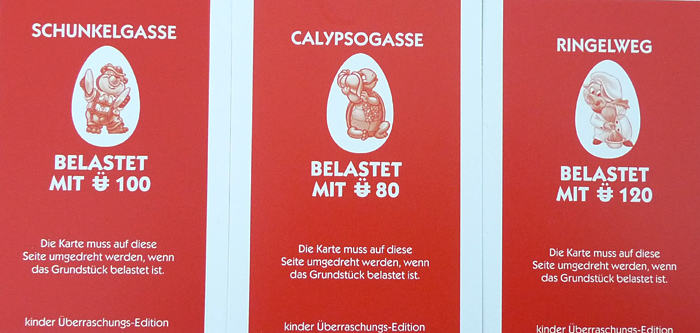 SCHUNKELGASSE
BELASTET
MIT Ü 100
Die Karte muss auf diese
Seite umgedreht werden, wenn
das Grundstück belastet ist.
kinder Überraschungs-Edition
CALYPSOGASSE
BELASTET
MIT Ü 80
Die Karte muss auf diese
Seite umgedreht werden, wenn
das Grundstück belastet ist.
kinder Überraschungs-Edition
RINGELWEG
BELASTET
MIT Ü 120
Die Karte muss auf diese
Seite umgedreht werden, wenn
das Grundstück belastet ist.
kinder Überraschungs-Edition